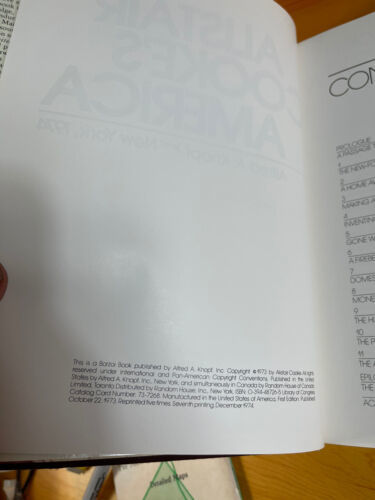 ALISTAIR
COOKE'S
AMERICA
Alfred A. Knopf New York, 1974
This is a Borzoi Book published by Alfred A. Knopf, Inc. Copyright © 1973 by Alistair Cooke. All rights
reserved under International and Pan-American Copyright Conventions. Published in the United
States by Alfred A. Knopf, Inc., New York, and simultaneously in Canada by Random House of Canada
Limited, Toronto. Distributed by Random House, Inc., New York. ISBN: 0-394-48726-5 Library of Congress
Catalog Card Number: 73-7268. Manufactured in the United States of America. First Edition Published
October 22, 1973. Reprinted five times. Seventh printing, December 1974.
CON
PROLOGUE
A PASSAGE
1
THE NEW-FO
2
A HOME A
3
MAKING A
4
INVENTIN
5
GONE W
6
A FIREBE
7
DOMES
8
MONE
9
THE HU
10
THE P
11
THE A
EPILO
THE
AC
Detailed Maps